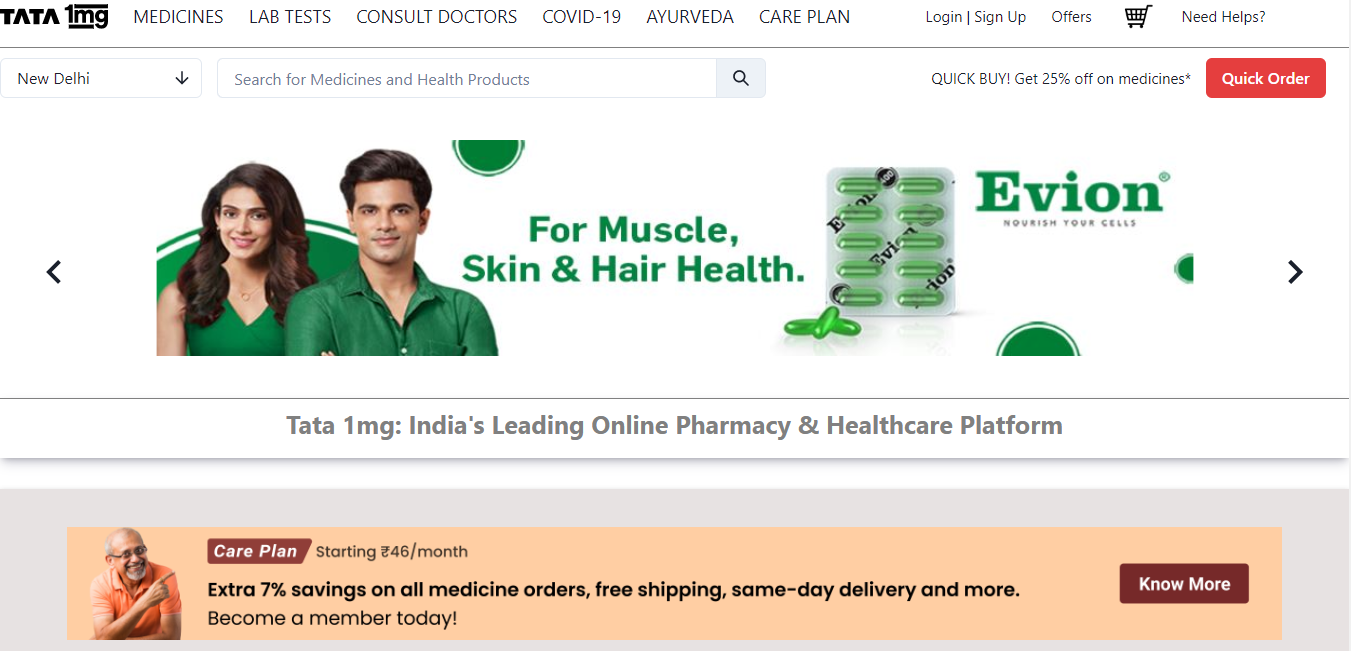 TATA 1mg MEDICINES LAB TESTS CONSULT DOCTORS COVID-19 AYURVEDA CARE PLAN Login | Sign Up Offers Need Helps?
New Delhi Search for Medicines and Health Products QUICK BUY! Get 25% off on medicines* Quick Order
For Muscle,
Skin & Hair Health.
400
Evion
Evion
Evion
Evion®
NOURISH YOUR CELLS
Tata 1mg: India's Leading Online Pharmacy & Healthcare Platform
Care Plan Starting ₹46/month
Extra 7% savings on all medicine orders, free shipping, same-day delivery and more.
Become a member today!
Know More